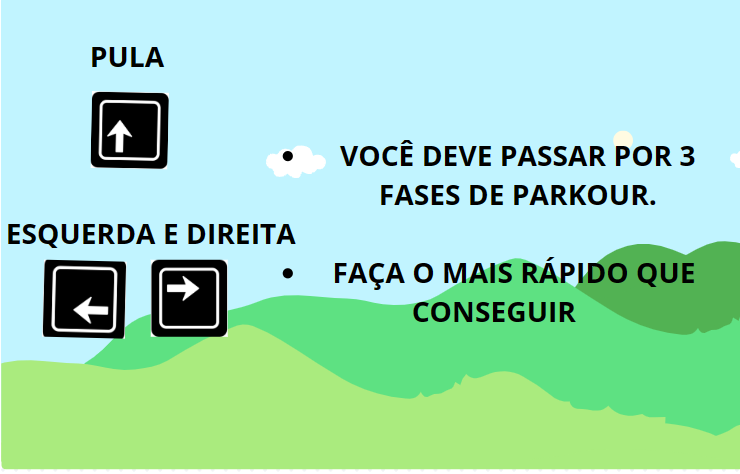 PULA
ESQUERDA E DIREITA
• VOCÊ DEVE PASSAR POR 3
FASES DE PARKOUR.
• FAÇA O MAIS RÁPIDO QUE
CONSEGUIR